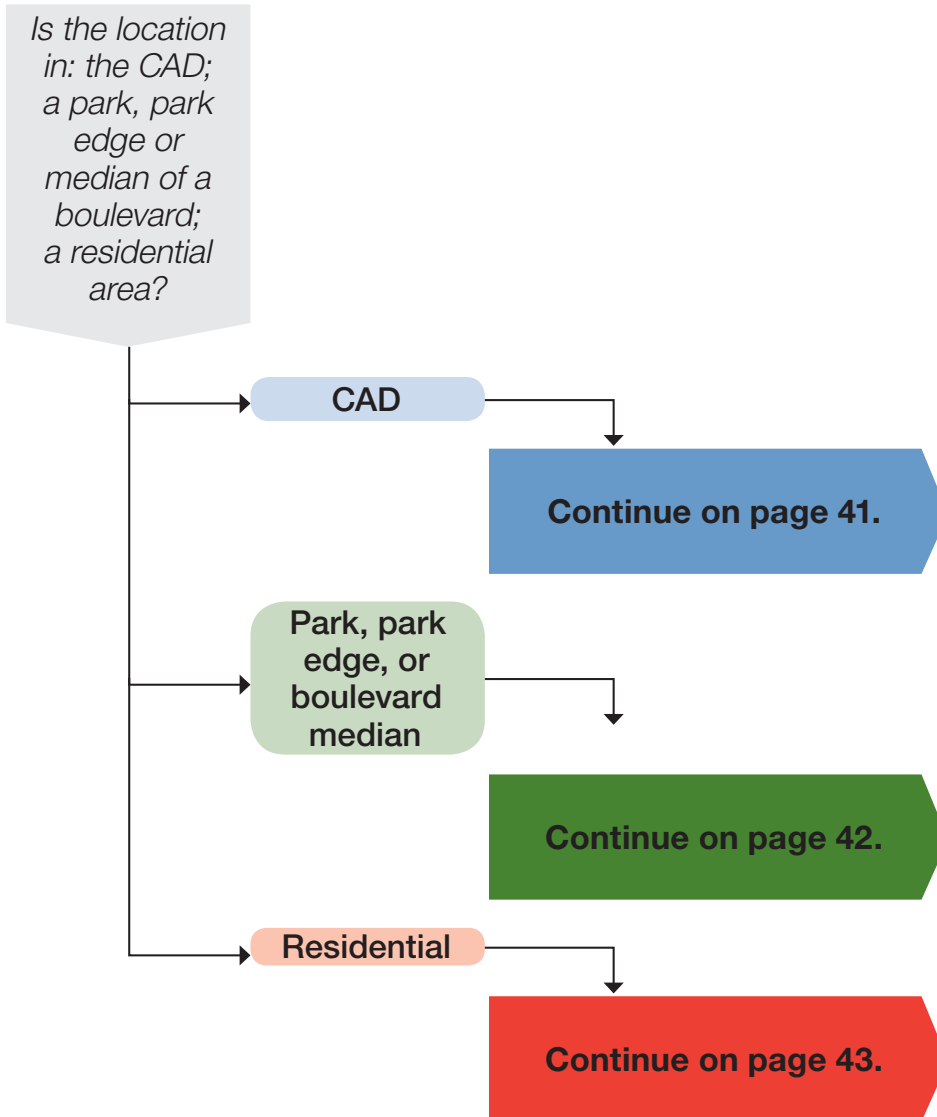 Is the location
in: the CAD;
a park, park
edge or
median of a
boulevard;
a residential
area?
CAD
Continue on page 41.
Park, park
edge, or
boulevard
median
Continue on page 42.
Residential
Continue on page 43.